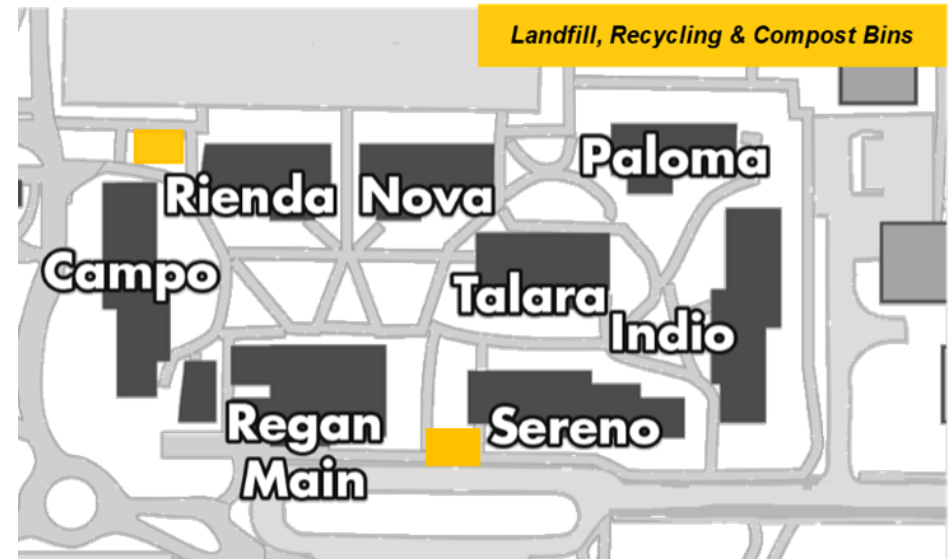 Landfill, Recycling & Compost Bins
Paloma
Rienda
Nova
Campo
Talara
Indio
Regan
Main
Sereno